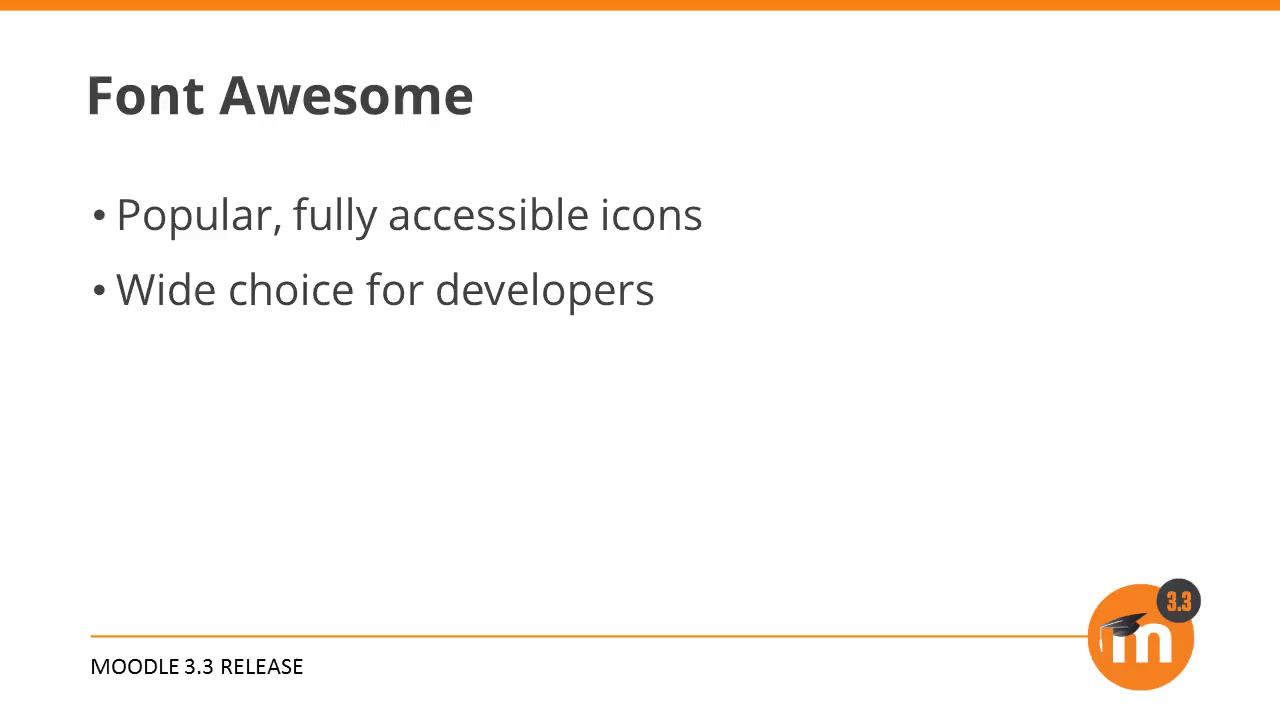 Font Awesome
• Popular, fully accessible icons
• Wide choice for developers
3.3
m
MOODLE 3.3 RELEASE